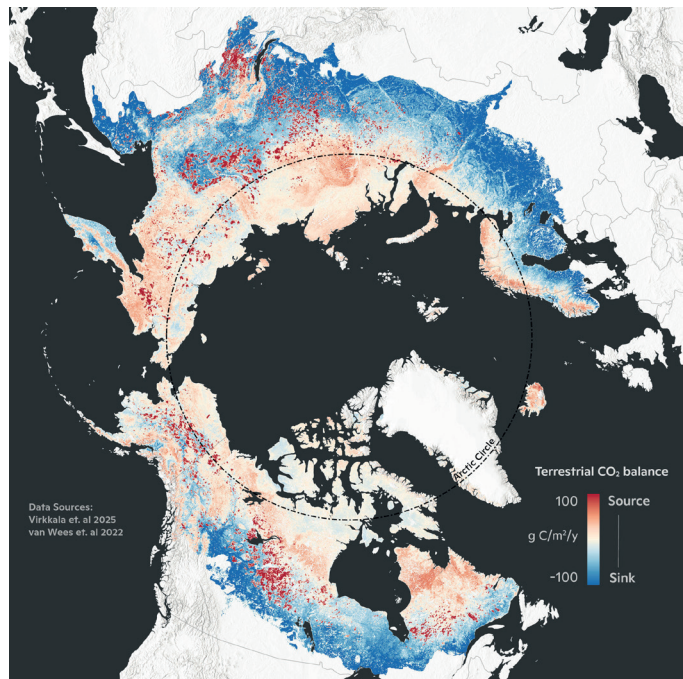 Arctic Circle
Terrestrial CO₂ balance
100 Source
g C/m²/y
-100 Sink
Data Sources:
Virkkala et. al 2025
van Wees et. al 2022